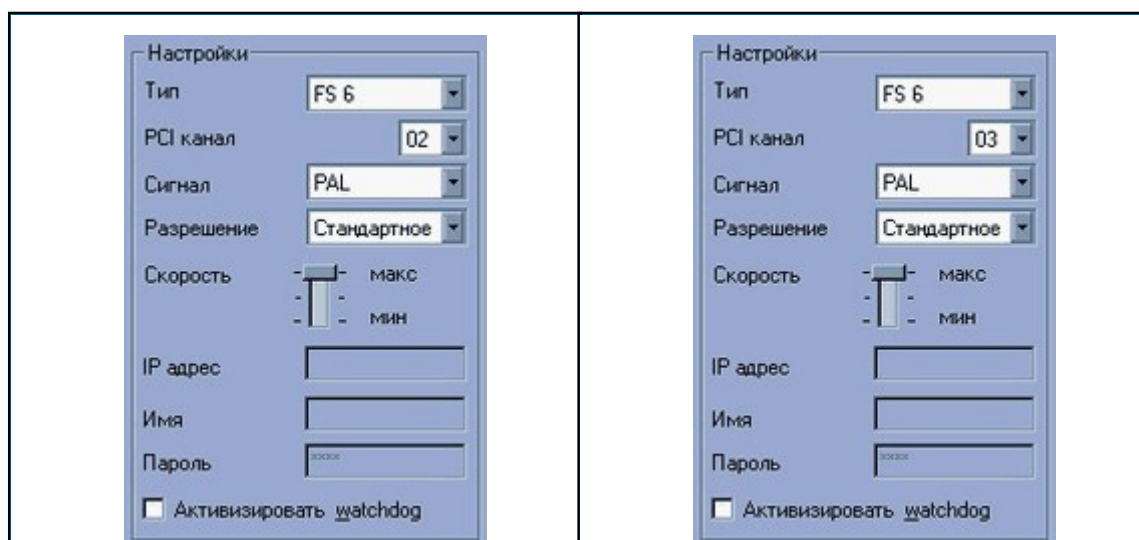 Настройки
Тип FS 6
PCI канал 02
Сигнал PAL
Разрешение Стандартное
Скорость макс
мин
IP адрес
Имя
Пароль xxxx
Активизировать watchdog
Настройки
Тип FS 6
PCI канал 03
Сигнал PAL
Разрешение Стандартное
Скорость макс
мин
IP адрес
Имя
Пароль xxxx
Активизировать watchdog